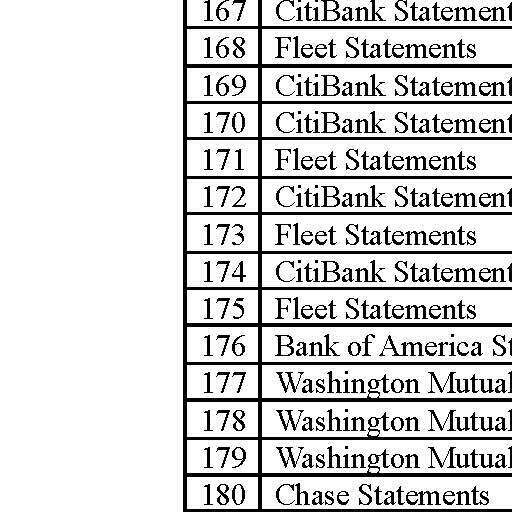 167 CitiBank Statement
168 Fleet Statements
169 CitiBank Statement
170 CitiBank Statement
171 Fleet Statements
172 CitiBank Statement
173 Fleet Statements
174 CitiBank Statement
175 Fleet Statements
176 Bank of America St
177 Washington Mutual
178 Washington Mutual
179 Washington Mutual
180 Chase Statements